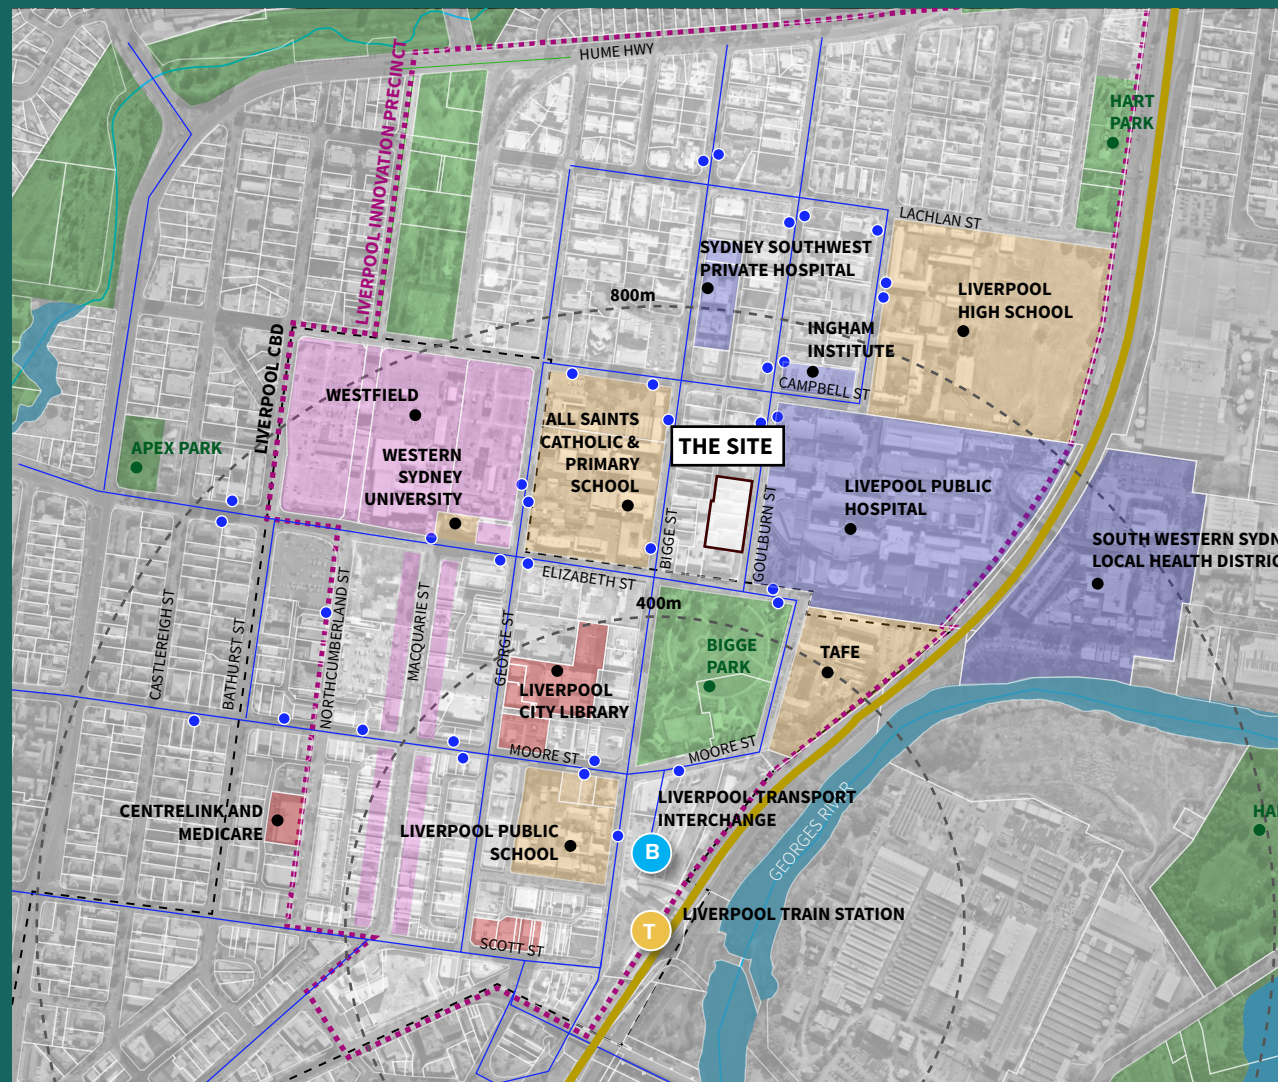 HUME HWY
LIVERPOOL INNOVATION PRECINCT
HART
PARK
LACHLAN ST
SYDNEY SOUTHWEST
PRIVATE HOSPITAL
800m
LIVERPOOL
HIGH SCHOOL
INGHAM
INSTITUTE
CAMPBELL ST
LIVERPOOL CBD
WESTFIELD
ALL SAINTS
CATHOLIC &
PRIMARY
SCHOOL
THE SITE
APEX PARK
WESTERN
SYDNEY
UNIVERSITY
LIVEPOOL PUBLIC
HOSPITAL
BIGGE ST
GOULBURN ST
SOUTH WESTERN SYDN
LOCAL HEALTH DISTRIC
ELIZABETH ST
400m
CASTLEREIGH ST
BATHURST ST
NORTHCUMBERLAND ST
MACQUARIE ST
GEORGE ST
BIGGE
PARK
TAFE
LIVERPOOL
CITY LIBRARY
MOORE ST
MOORE ST
LIVERPOOL TRANSPORT
INTERCHANGE
GEORGES RIVER
CENTRELINK AND
MEDICARE
LIVERPOOL PUBLIC
SCHOOL
B
HA
LIVERPOOL TRAIN STATION
T
SCOTT ST